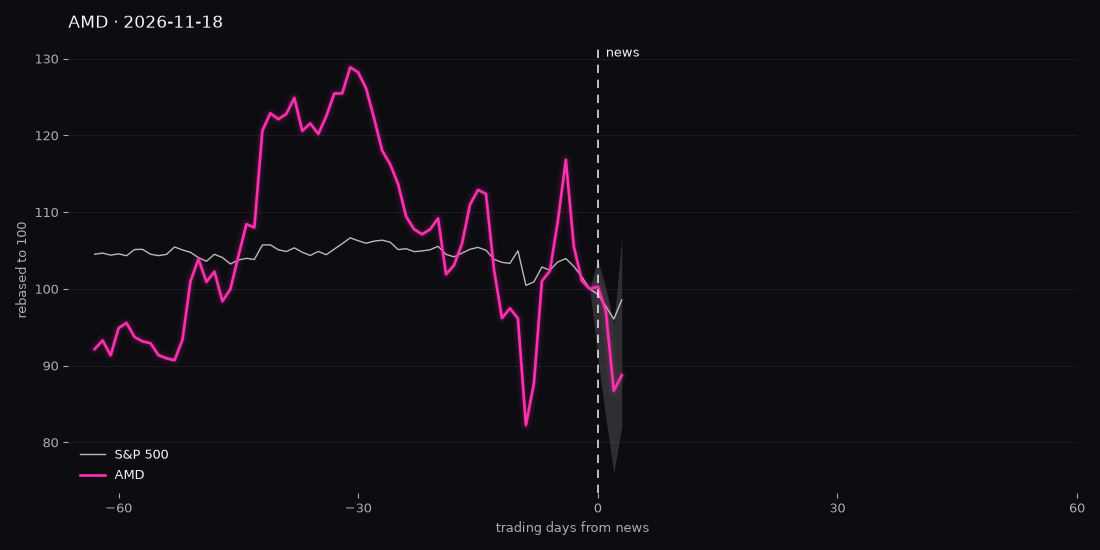 AMD · 2026-11-18
news
130
120
110
100
90
80
rebased to 100
S&P 500
AMD
−60
−30
0
30
60
trading days from news